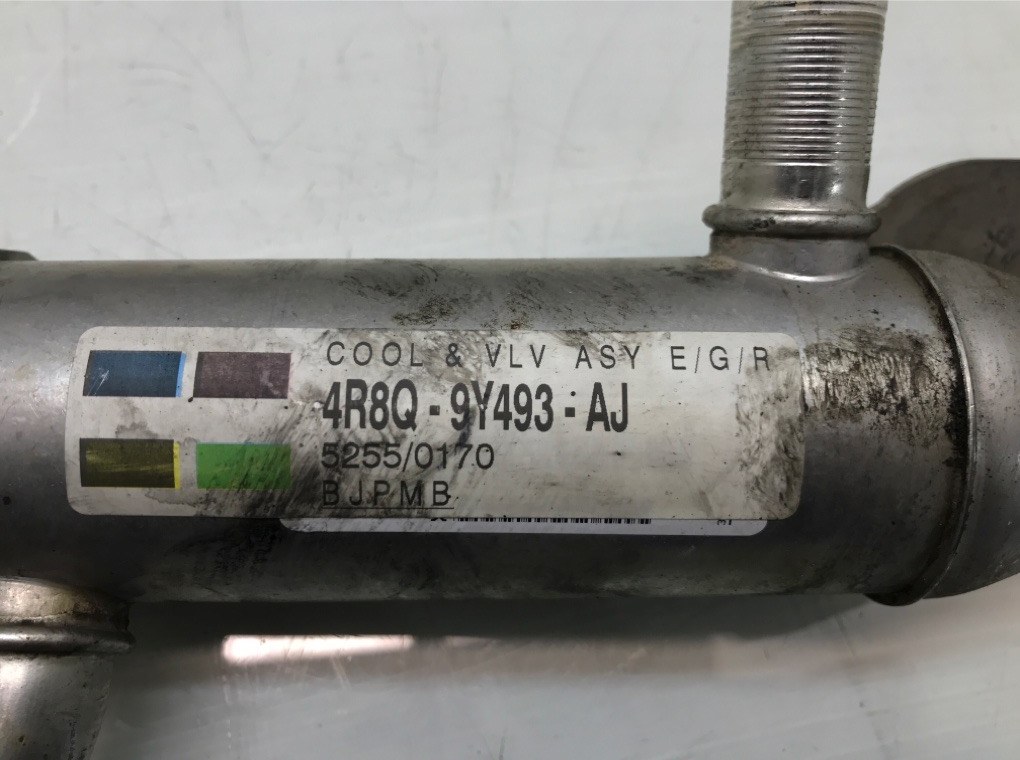 COOL & VLV ASY E/G/R
4R8Q - 9Y493 - AJ
5255/0170
BJPMB